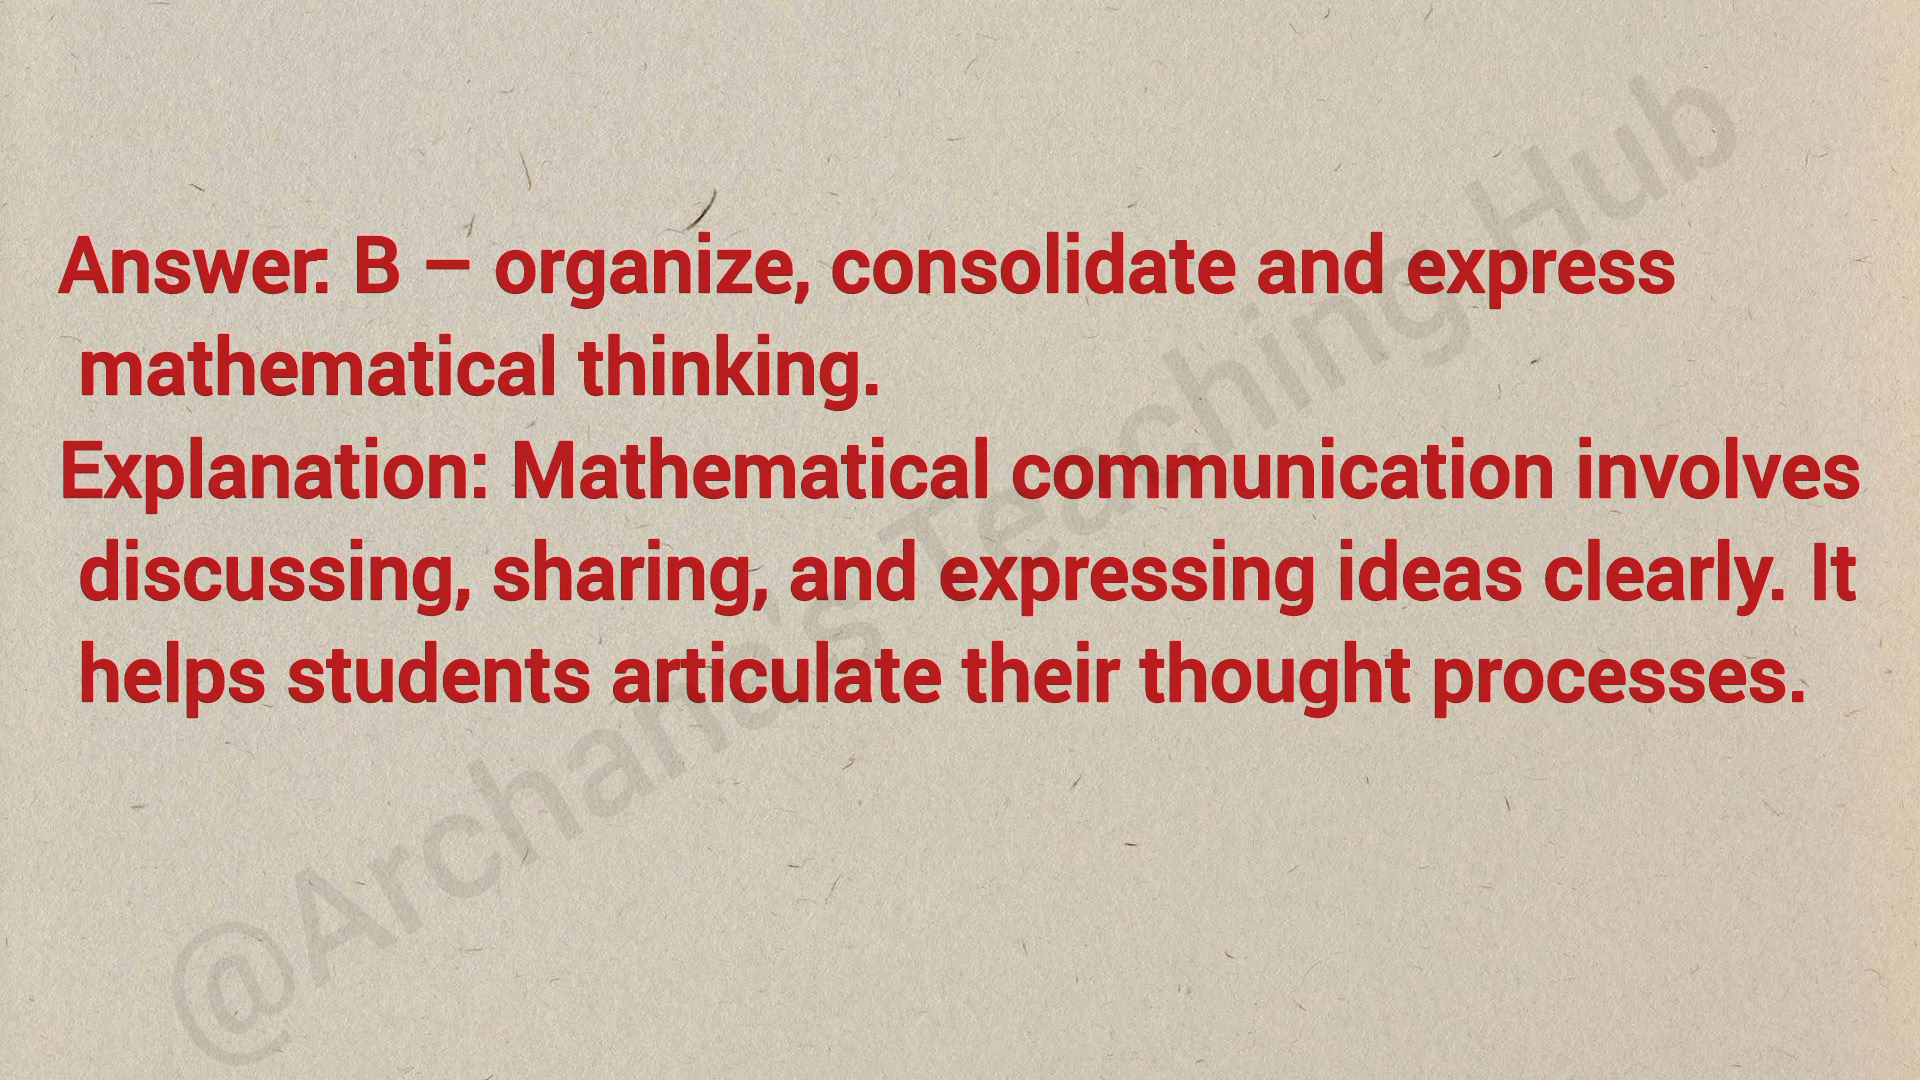 Answer: B – organize, consolidate and express
mathematical thinking.
Explanation: Mathematical communication involves
discussing, sharing, and expressing ideas clearly. It
helps students articulate their thought processes.
@Archana's Teaching Hub